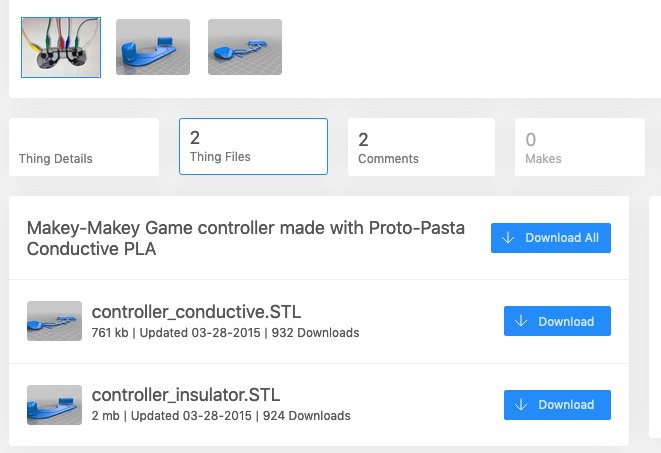 Thing Details
2
Thing Files
2
Comments
0
Makes
Makey-Makey Game controller made with Proto-Pasta
Conductive PLA
Download All
controller_conductive.STL
761 kb | Updated 03-28-2015 | 932 Downloads
Download
controller_insulator.STL
2 mb | Updated 03-28-2015 | 924 Downloads
Download